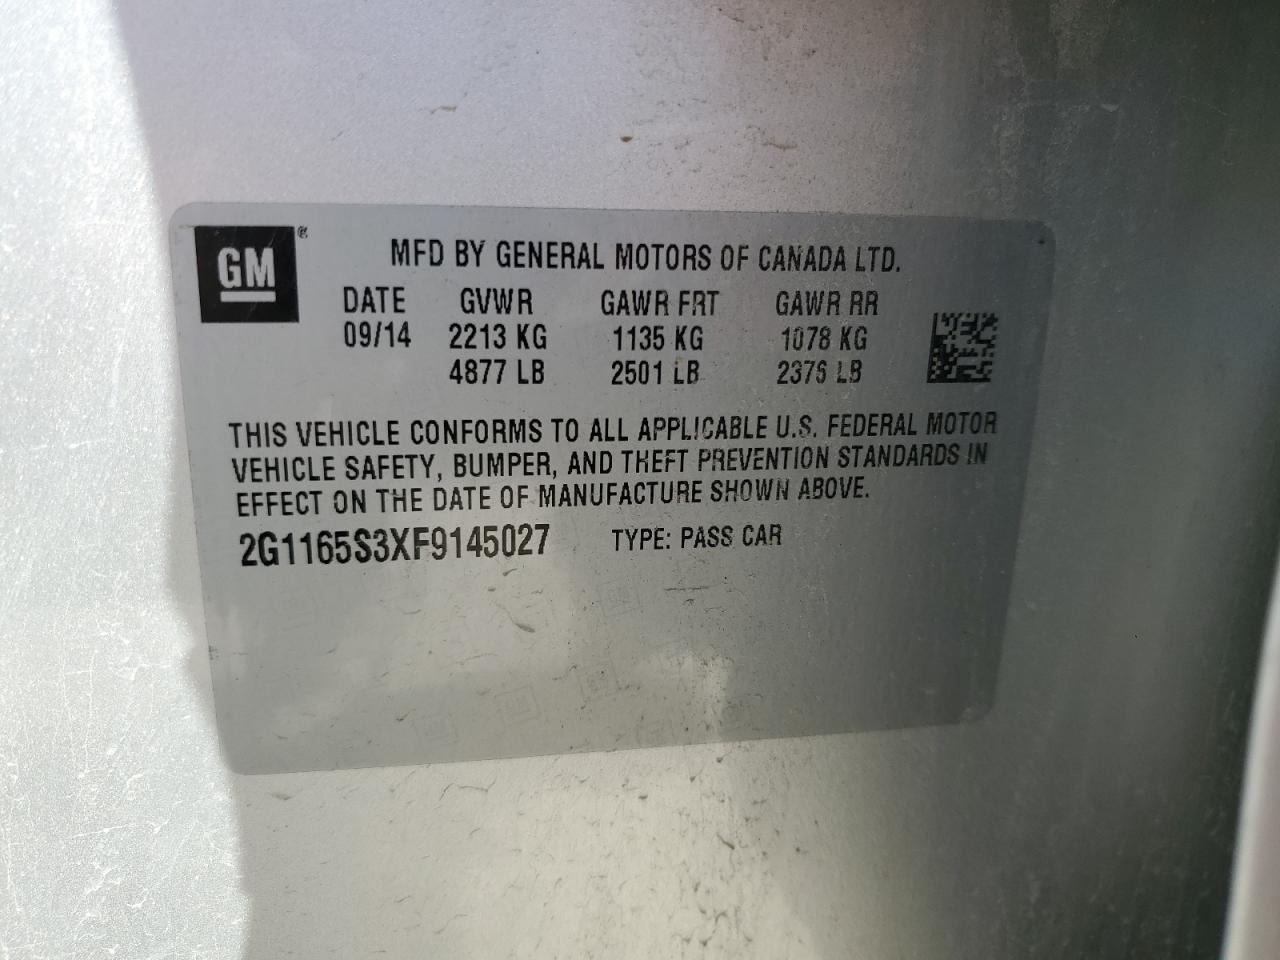 GM®
MFD BY GENERAL MOTORS OF CANADA LTD.
DATE GVWR GAWR FRT GAWR RR
09/14 2213 KG 1135 KG 1078 KG
4877 LB 2501 LB 2376 LB
THIS VEHICLE CONFORMS TO ALL APPLICABLE U.S. FEDERAL MOTOR
VEHICLE SAFETY, BUMPER, AND THEFT PREVENTION STANDARDS IN
EFFECT ON THE DATE OF MANUFACTURE SHOWN ABOVE.
2G1165S3XF9145027 TYPE: PASS CAR